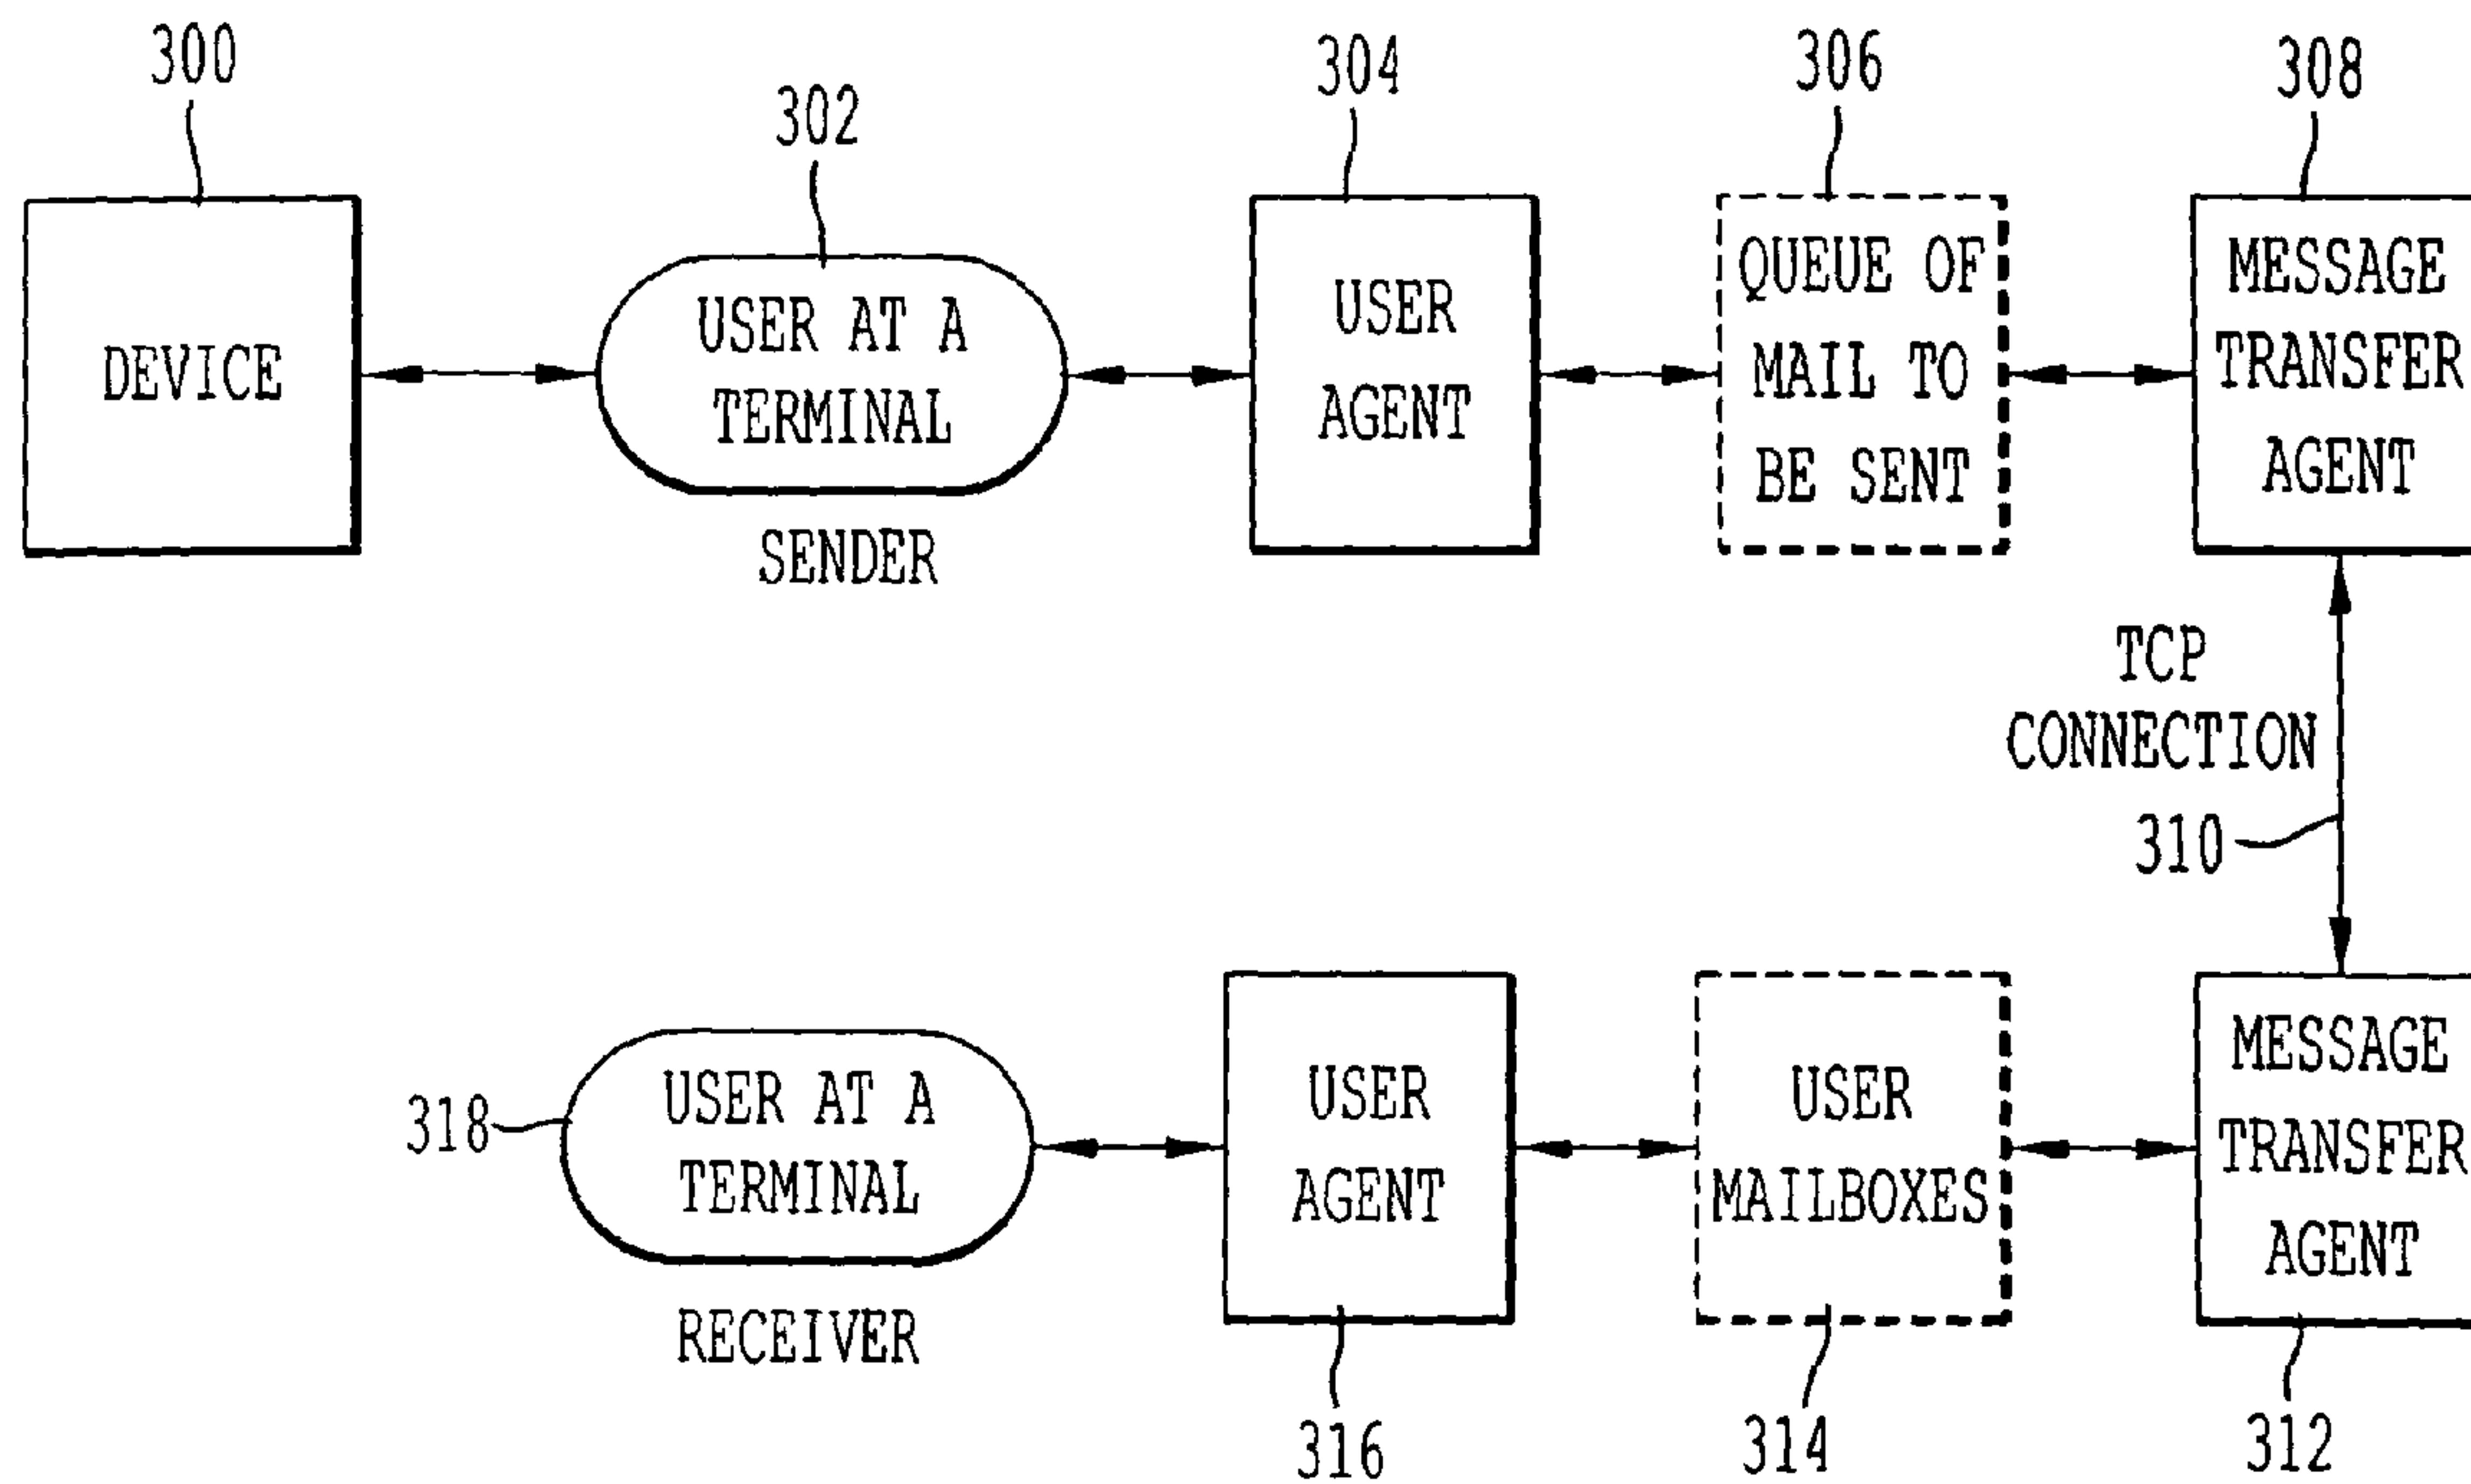 300
302
304
306
308
DEVICE
USER AT A
TERMINAL
SENDER
USER
AGENT
QUEUE OF
MAIL TO
BE SENT
MESSAGE
TRANSFER
AGENT
TCP
CONNECTION
310
318
USER AT A
TERMINAL
RECEIVER
USER
AGENT
USER
MAILBOXES
MESSAGE
TRANSFER
AGENT
316
314
312